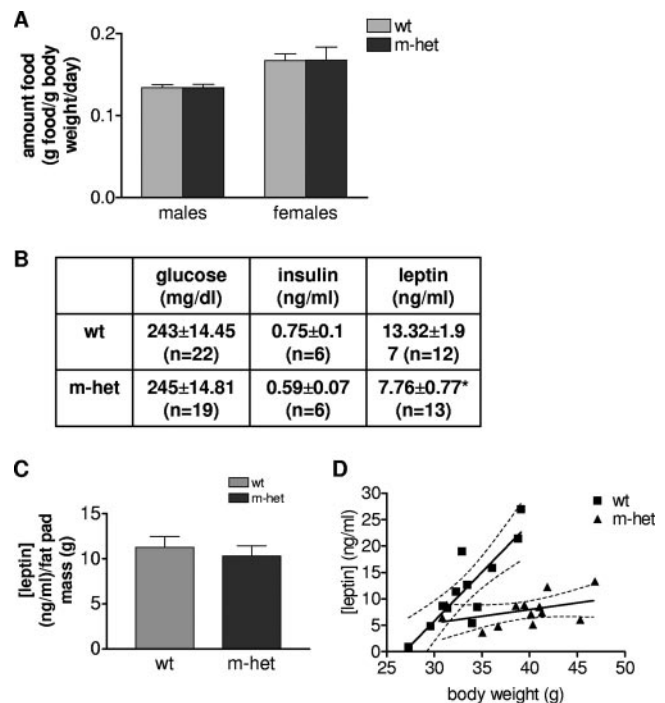 A
wt
m-het
amount food
(g food/g body
weight/day)
0.2
0.1
0.0
males
females
B
glucose
(mg/dl)
insulin
(ng/ml)
leptin
(ng/ml)
wt
243±14.45
(n=22)
0.75±0.1
(n=6)
13.32±1.9
7 (n=12)
m-het
245±14.81
(n=19)
0.59±0.07
(n=6)
7.76±0.77*
(n=13)
C
wt
m-het
[leptin]
(ng/ml)/fat pad
mass (g)
15
10
5
0
wt
m-het
D
wt
m-het
[leptin] (ng/ml)
30
25
20
15
10
5
0
25
30
35
40
45
50
body weight (g)